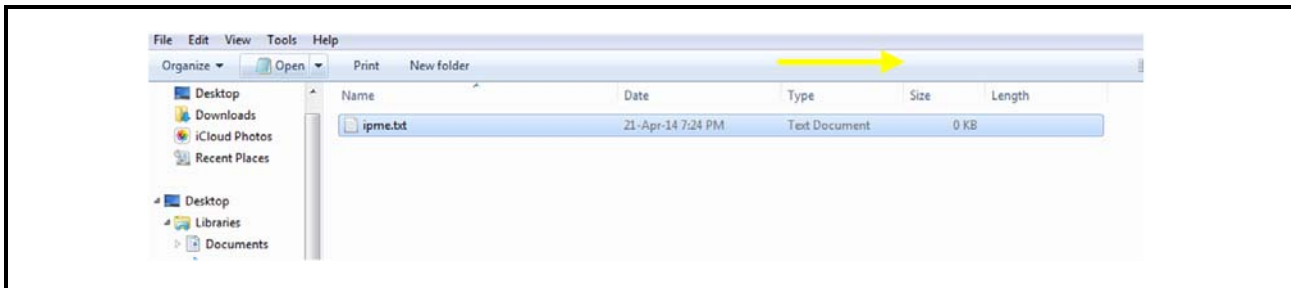 File Edit View Tools Help
Organize Open Print New folder
Desktop
Downloads
iCloud Photos
Recent Places
Desktop
Libraries
Documents
Name Date Type Size Length
ipme.txt 21-Apr-14 7:24 PM Text Document 0 KB